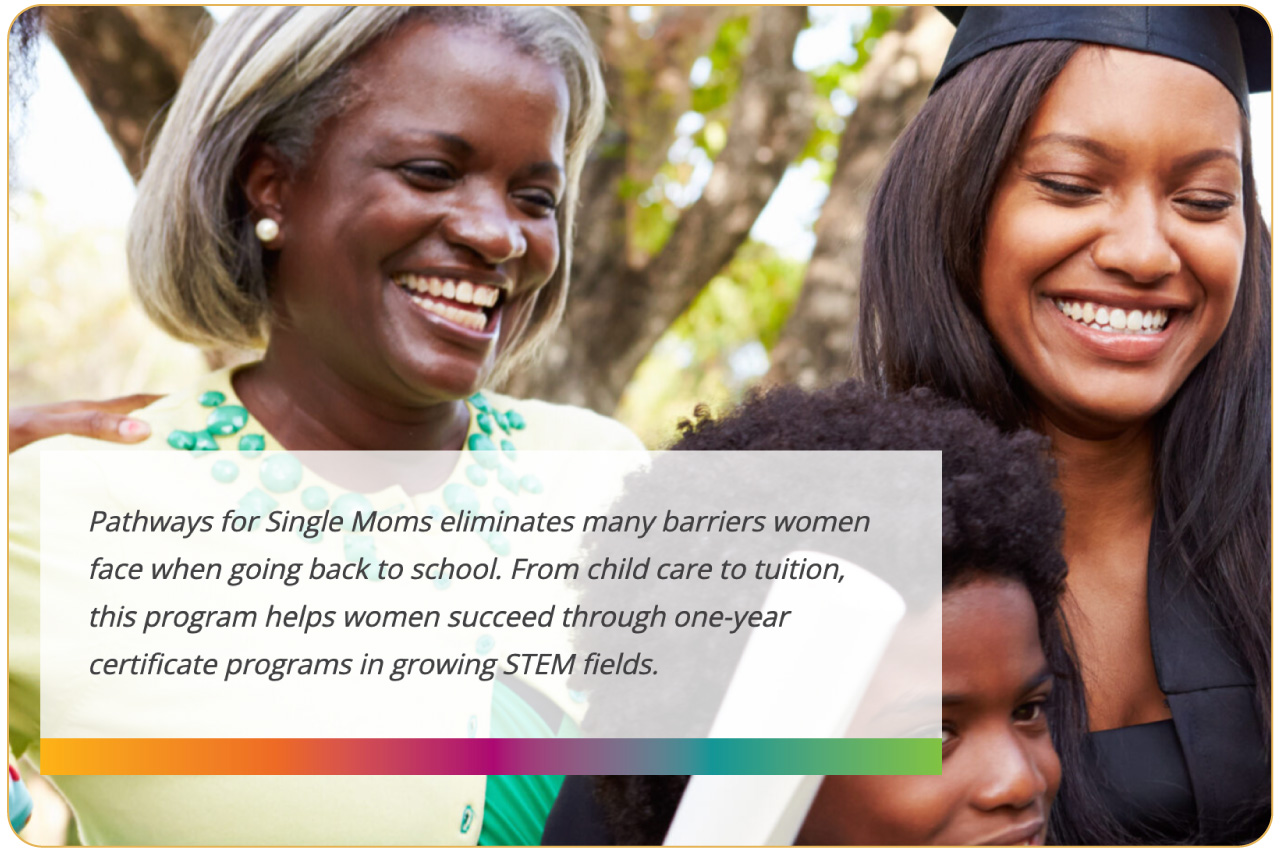 Pathways for Single Moms eliminates many barriers women
face when going back to school. From child care to tuition,
this program helps women succeed through one-year
certificate programs in growing STEM fields.